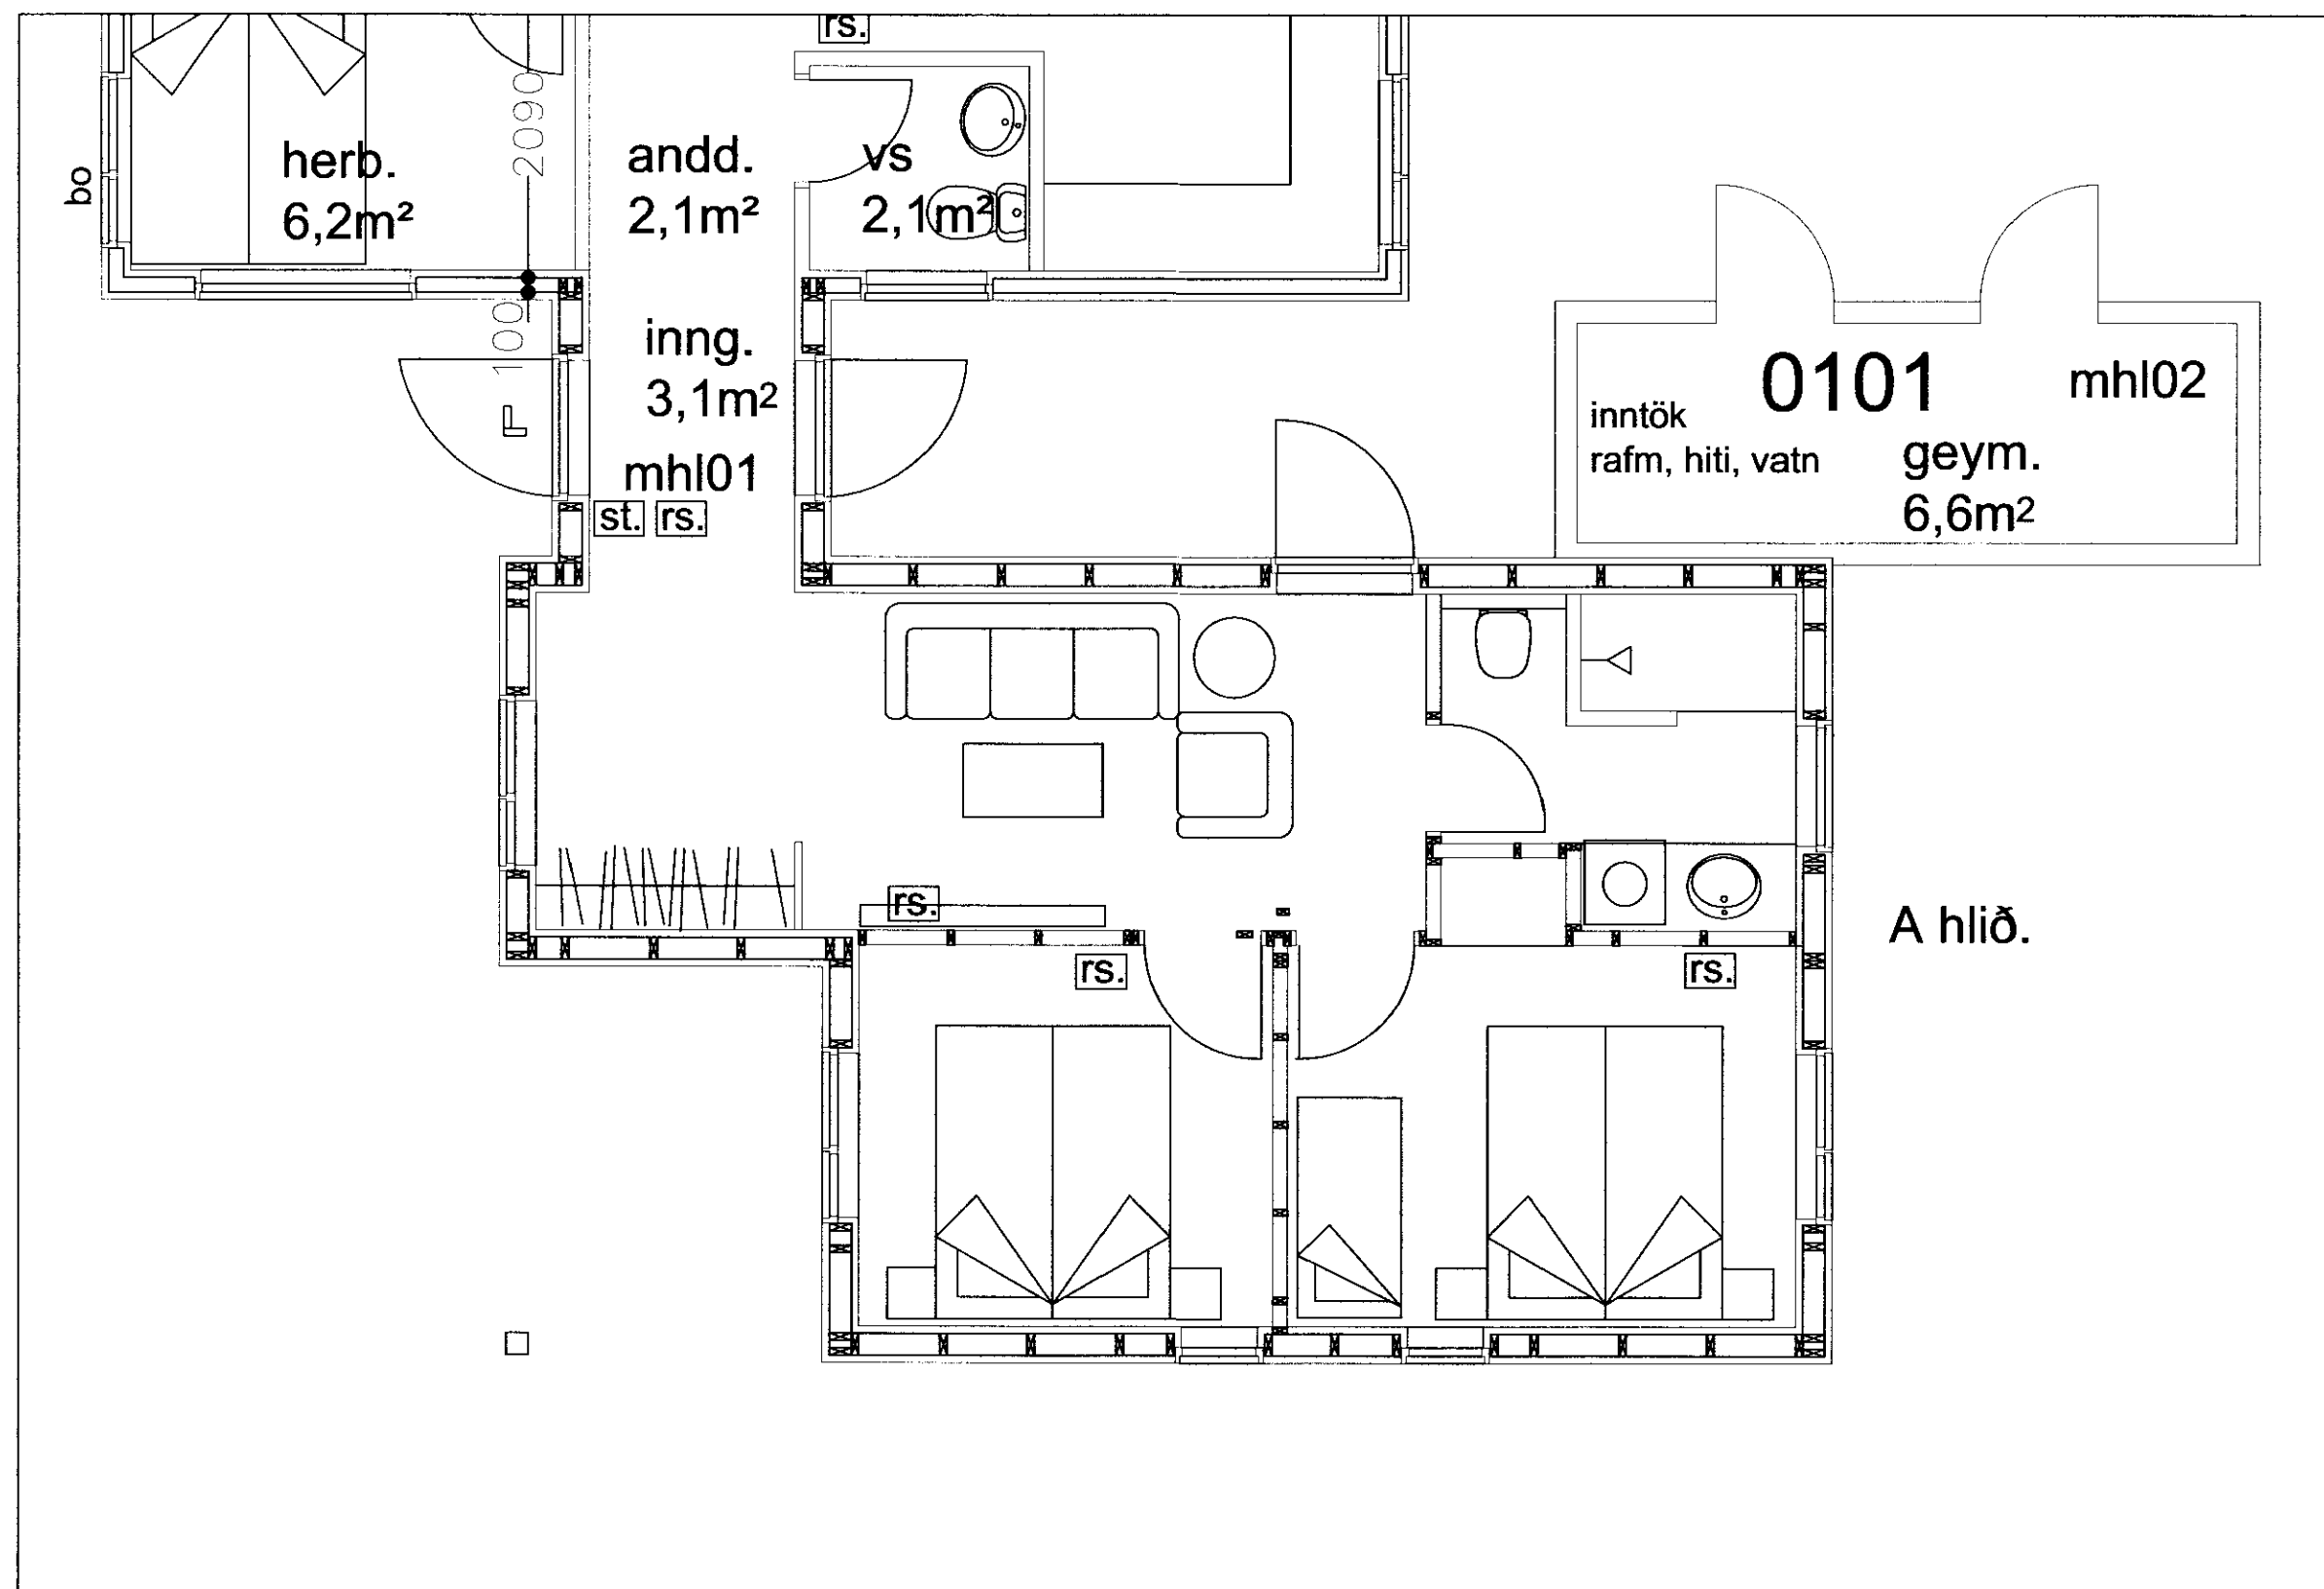 rs.
herb.
6,2m²
andd.
2,1m²
vs
2,1m²
2090
bo
100
inng.
3,1m²
mhl01
st.
rs.
0101
mhl02
inntök
rafm, hiti, vatn
geym.
6,6m²
rs.
rs.
rs.
A hlið.